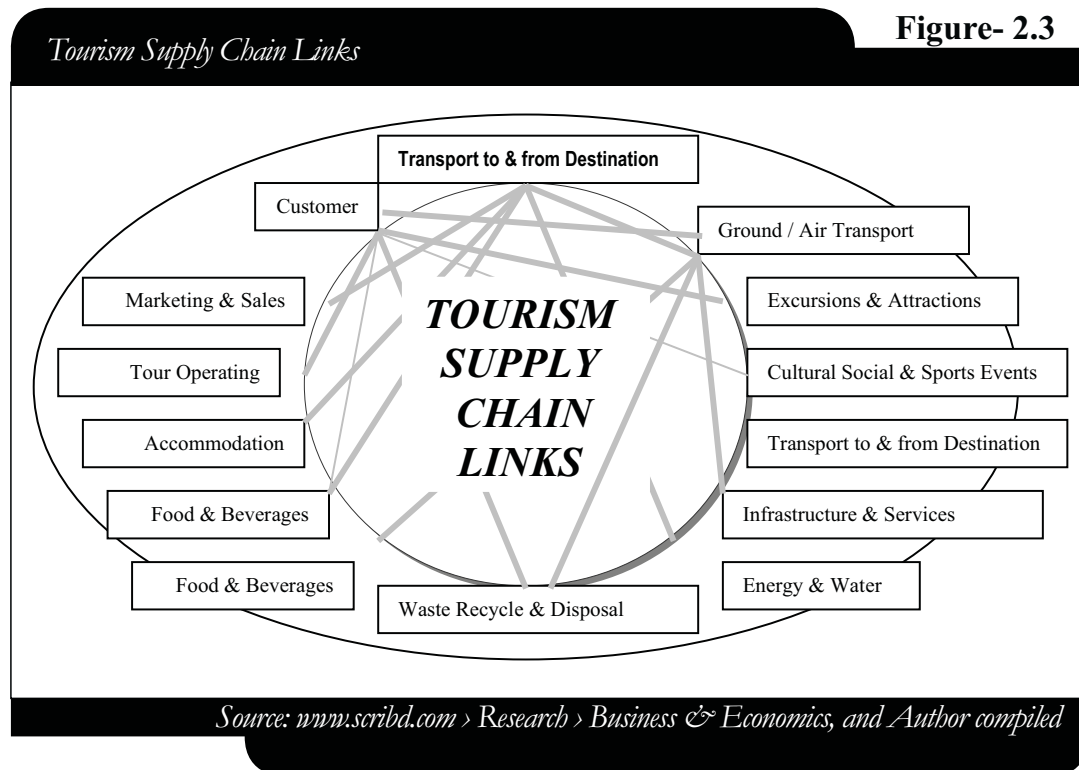 Figure- 2.3
Tourism Supply Chain Links
Transport to & from Destination
Customer
Ground / Air Transport
Marketing & Sales
Excursions & Attractions
Tour Operating
Cultural Social & Sports Events
Accommodation
Transport to & from Destination
Food & Beverages
Infrastructure & Services
Food & Beverages
Energy & Water
Waste Recycle & Disposal
TOURISM
SUPPLY
CHAIN
LINKS
Source: www.scribd.com › Research › Business & Economics, and Author compiled